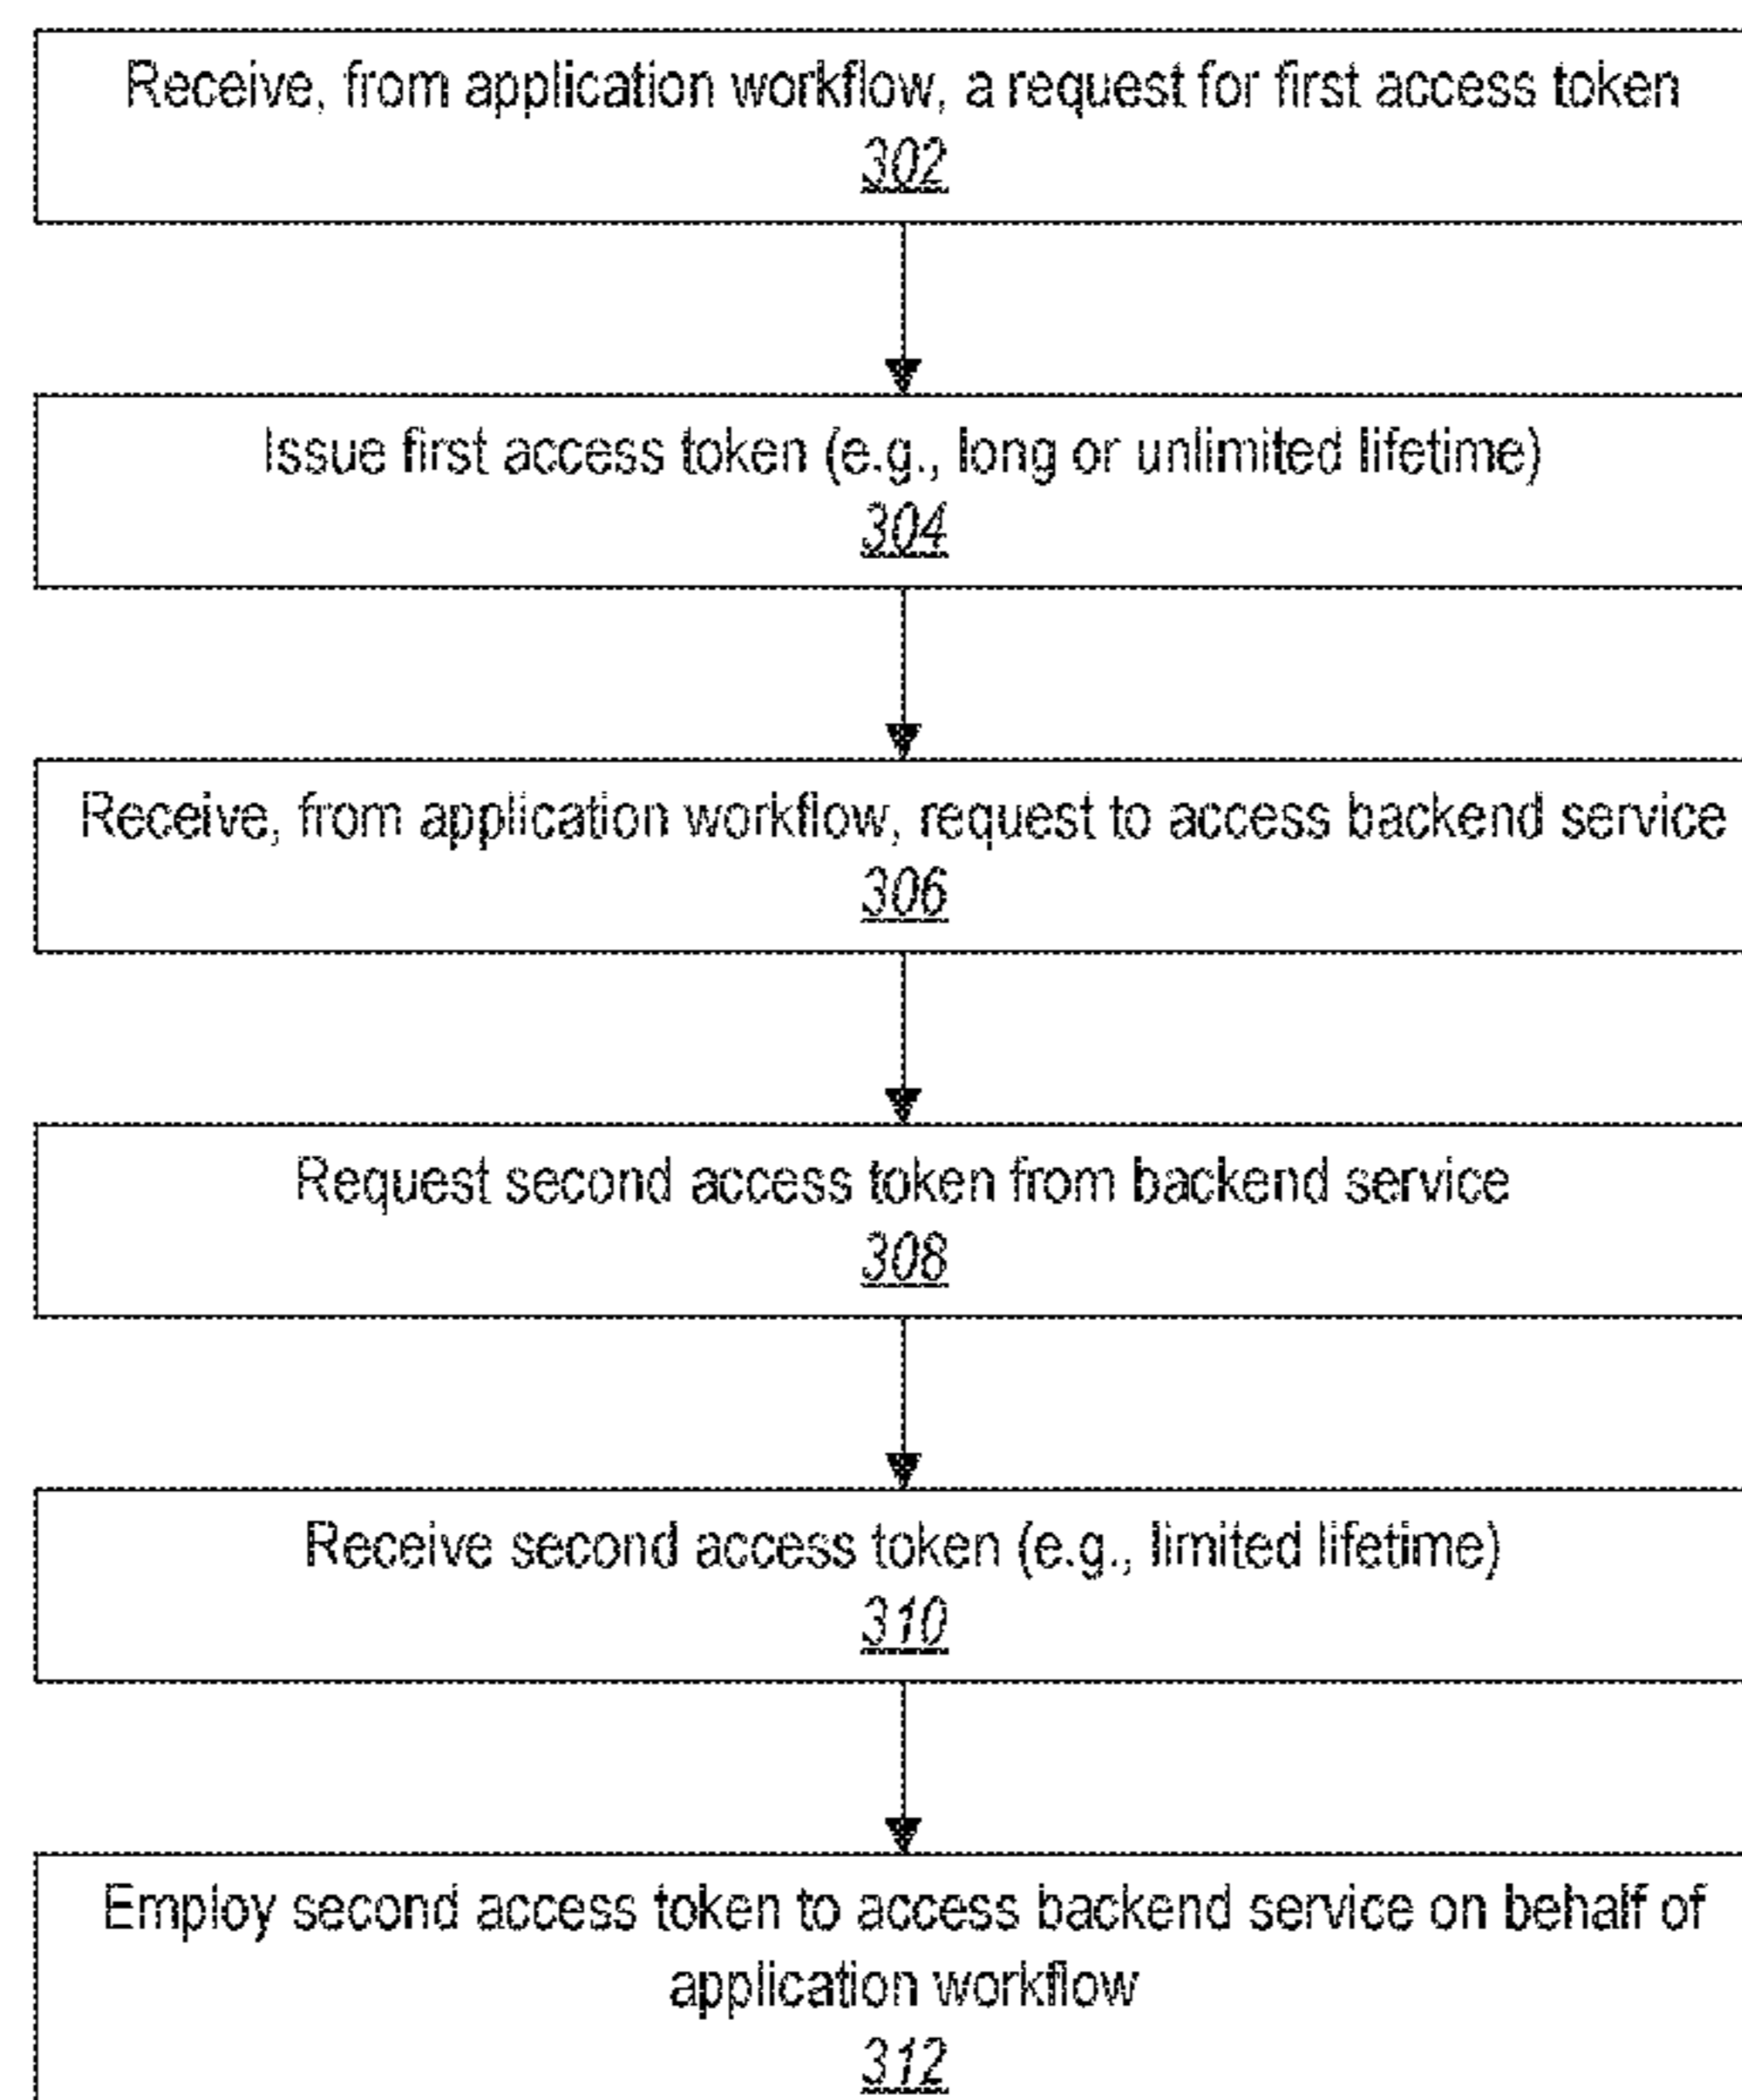 Receive, from application workflow, a request for first access token
302
Issue first access token (e.g., long or unlimited lifetime)
304
Receive, from application workflow, request to access backend service
306
Request second access token from backend service
308
Receive second access token (e.g., limited lifetime)
310
Employ second access token to access backend service on behalf of
application workflow
312